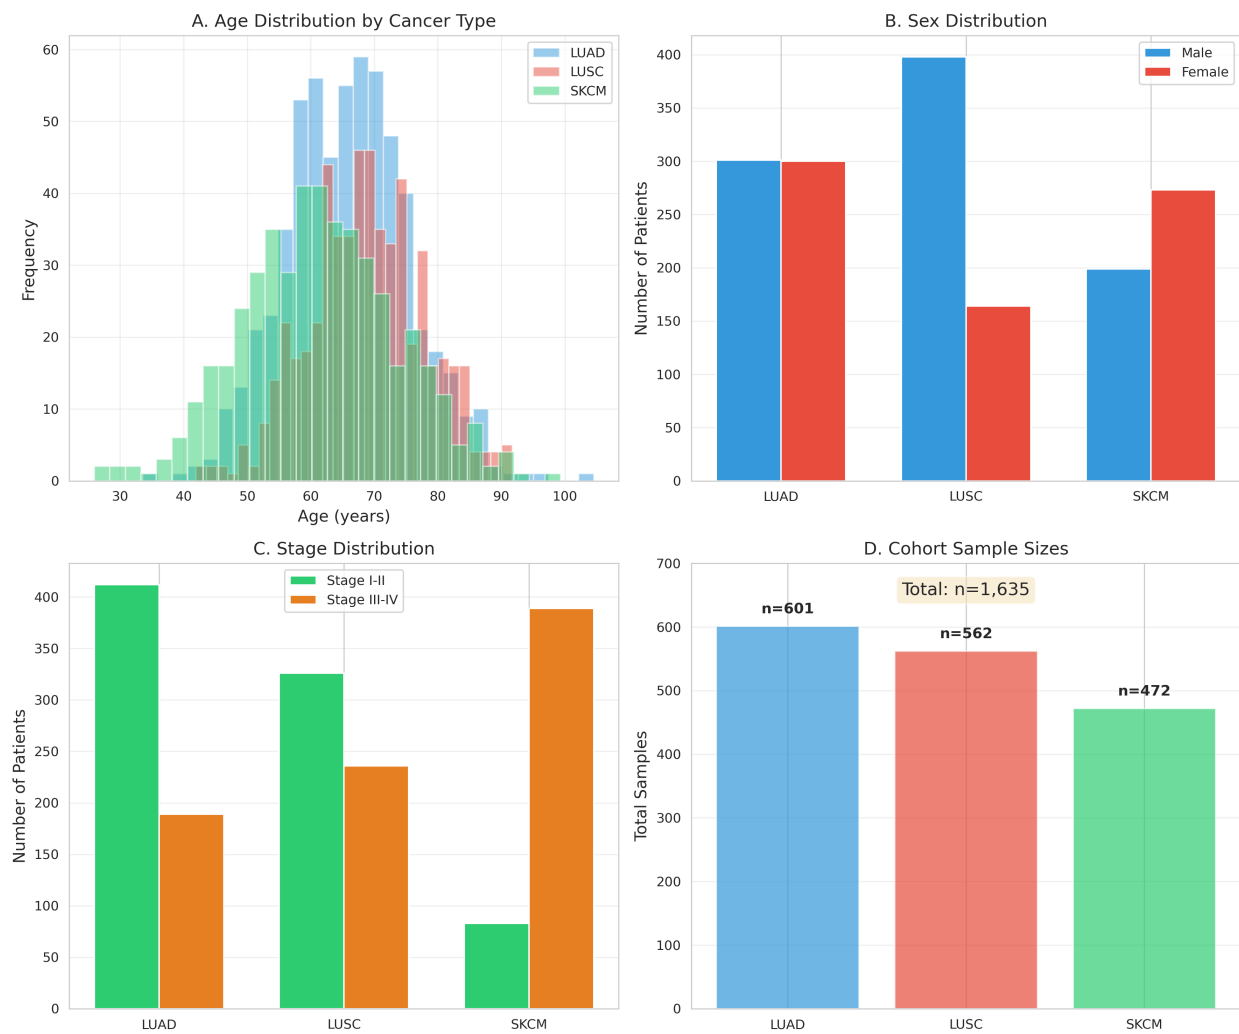 A. Age Distribution by Cancer Type
LUAD
LUSC
SKCM
Frequency
60
50
40
30
20
10
0
30 40 50 60 70 80 90 100
Age (years)
B. Sex Distribution
Male
Female
Number of Patients
400
350
300
250
200
150
100
50
0
LUAD LUSC SKCM
C. Stage Distribution
Stage I-II
Stage III-IV
Number of Patients
400
350
300
250
200
150
100
50
0
LUAD LUSC SKCM
D. Cohort Sample Sizes
Total: n=1,635
n=601
n=562
n=472
Total Samples
700
600
500
400
300
200
100
0
LUAD LUSC SKCM